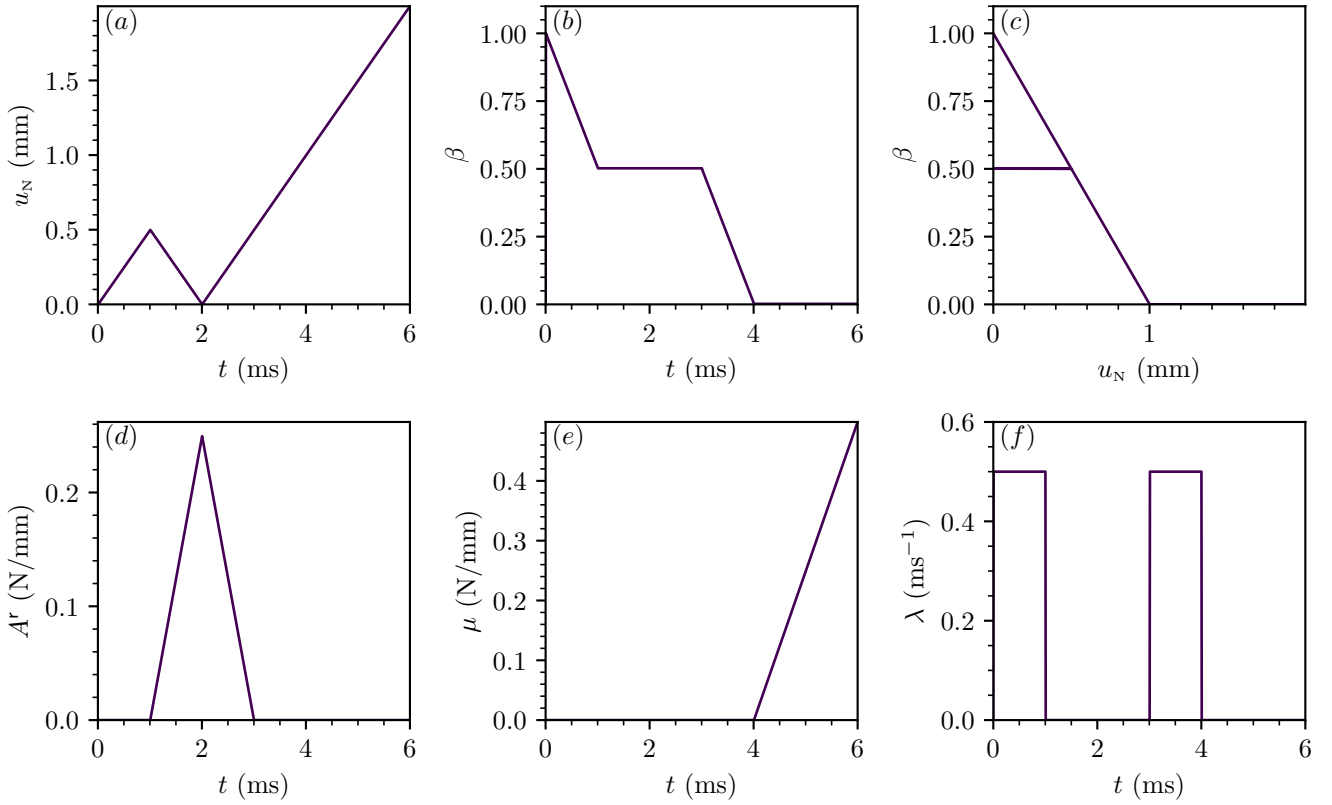 (a)
u_N (mm)
1.5
1.0
0.5
0.0
0 2 4 6
t (ms)
(b)
β
1.00
0.75
0.50
0.25
0.00
0 2 4 6
t (ms)
(c)
β
1.00
0.75
0.50
0.25
0.00
0 1
u_N (mm)
(d)
A^r (N/mm)
0.2
0.1
0.0
0 2 4 6
t (ms)
(e)
μ (N/mm)
0.4
0.3
0.2
0.1
0.0
0 2 4 6
t (ms)
(f)
λ (ms⁻¹)
0.6
0.4
0.2
0.0
0 2 4 6
t (ms)